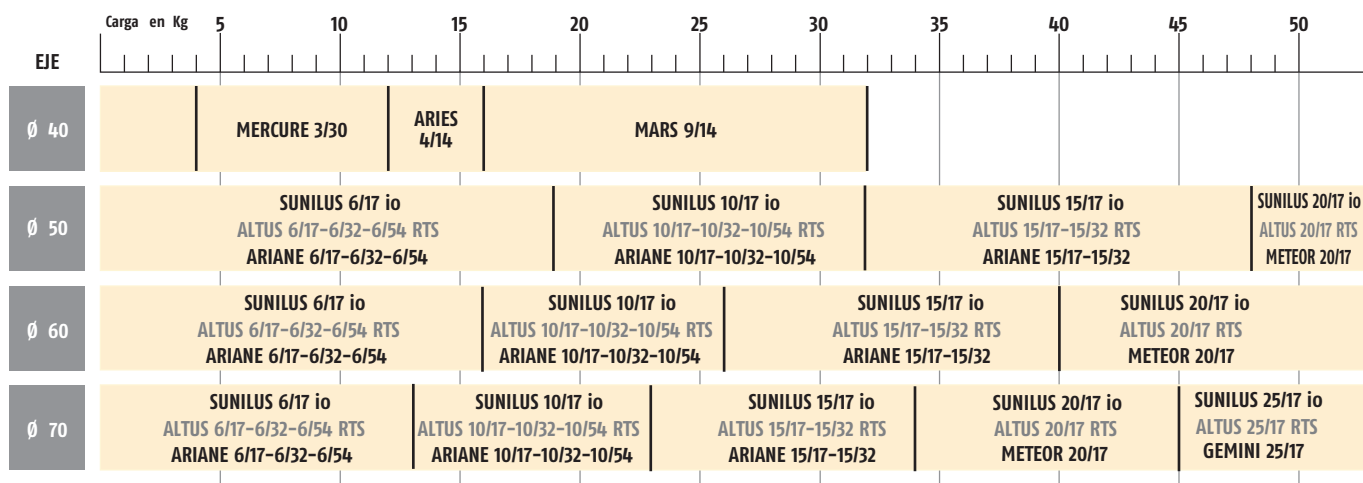 Carga en Kg 5 10 15 20 25 30 35 40 45 50
EJE
Ø 40
MERCURE 3/30
ARIES
4/14
MARS 9/14
Ø 50
SUNILUS 6/17 io
ALTUS 6/17-6/32-6/54 RTS
ARIANE 6/17-6/32-6/54
SUNILUS 10/17 io
ALTUS 10/17-10/32-10/54 RTS
ARIANE 10/17-10/32-10/54
SUNILUS 15/17 io
ALTUS 15/17-15/32 RTS
ARIANE 15/17-15/32
SUNILUS 20/17 io
ALTUS 20/17 RTS
METEOR 20/17
Ø 60
SUNILUS 6/17 io
ALTUS 6/17-6/32-6/54 RTS
ARIANE 6/17-6/32-6/54
SUNILUS 10/17 io
ALTUS 10/17-10/32-10/54 RTS
ARIANE 10/17-10/32-10/54
SUNILUS 15/17 io
ALTUS 15/17-15/32 RTS
ARIANE 15/17-15/32
SUNILUS 20/17 io
ALTUS 20/17 RTS
METEOR 20/17
Ø 70
SUNILUS 6/17 io
ALTUS 6/17-6/32-6/54 RTS
ARIANE 6/17-6/32-6/54
SUNILUS 10/17 io
ALTUS 10/17-10/32-10/54 RTS
ARIANE 10/17-10/32-10/54
SUNILUS 15/17 io
ALTUS 15/17-15/32 RTS
ARIANE 15/17-15/32
SUNILUS 20/17 io
ALTUS 20/17 RTS
METEOR 20/17
SUNILUS 25/17 io
ALTUS 25/17 RTS
GEMINI 25/17